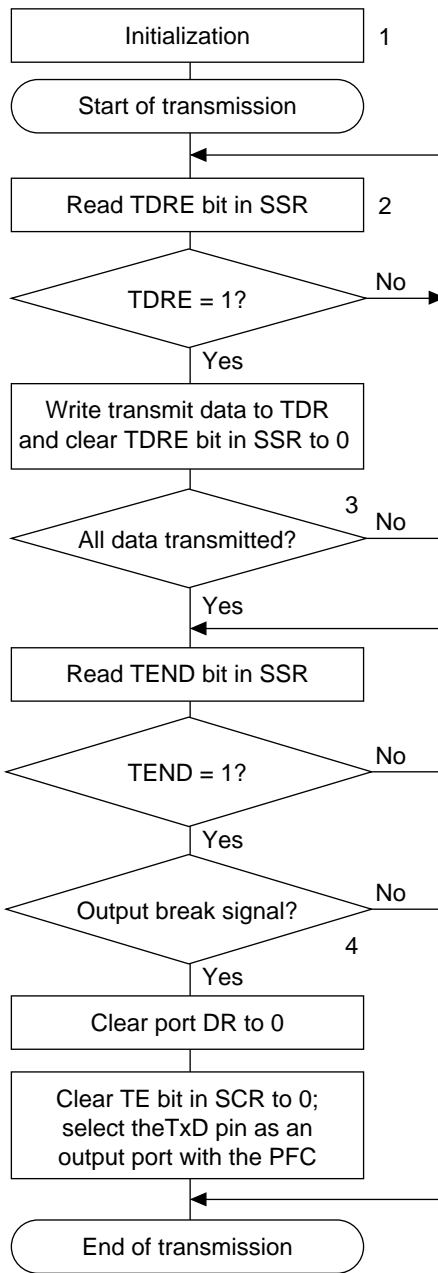 Initialization
1
Start of transmission
Read TDRE bit in SSR
2
TDRE = 1?
No
Yes
Write transmit data to TDR
and clear TDRE bit in SSR to 0
3
All data transmitted?
No
Yes
Read TEND bit in SSR
TEND = 1?
No
Yes
Output break signal?
No
4
Yes
Clear port DR to 0
Clear TE bit in SCR to 0;
select theTxD pin as an
output port with the PFC
End of transmission